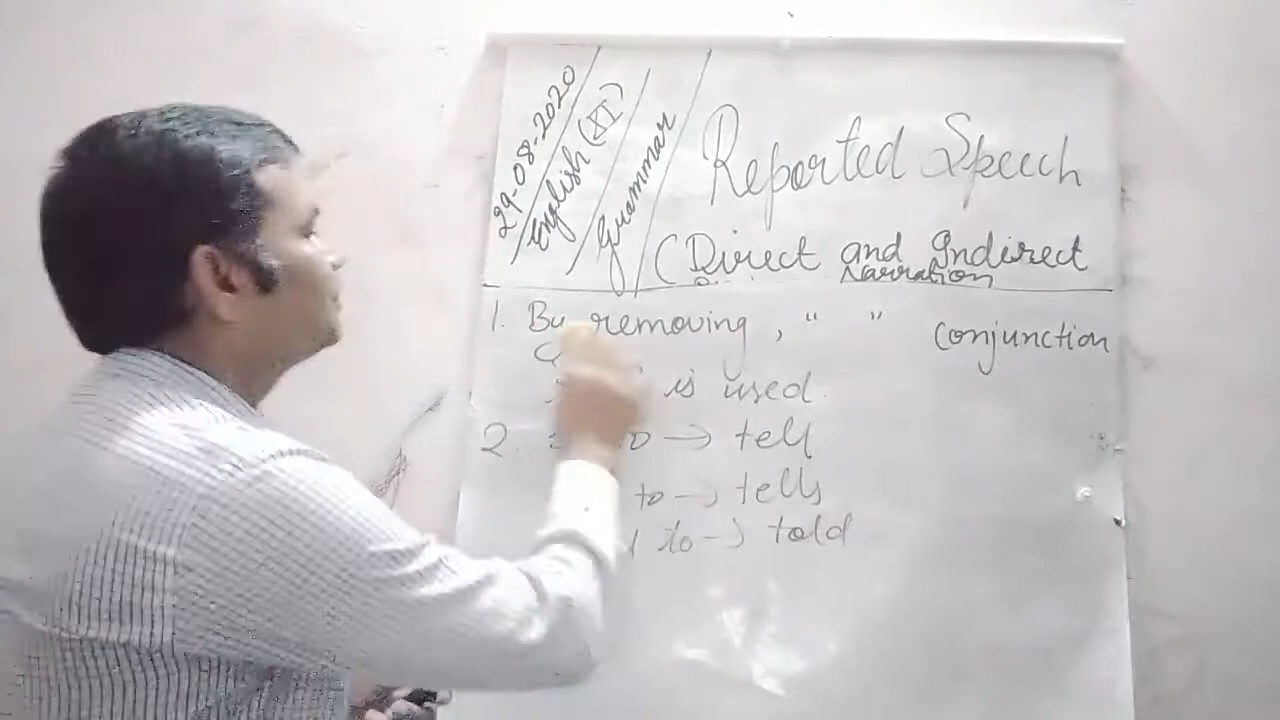 29-08-2020
English (XI)
Grammar
Reported Speech
(Direct and Indirect
Narration
1. By removing, " " Conjunction
is used.
2. → tell
to → tells
to → told